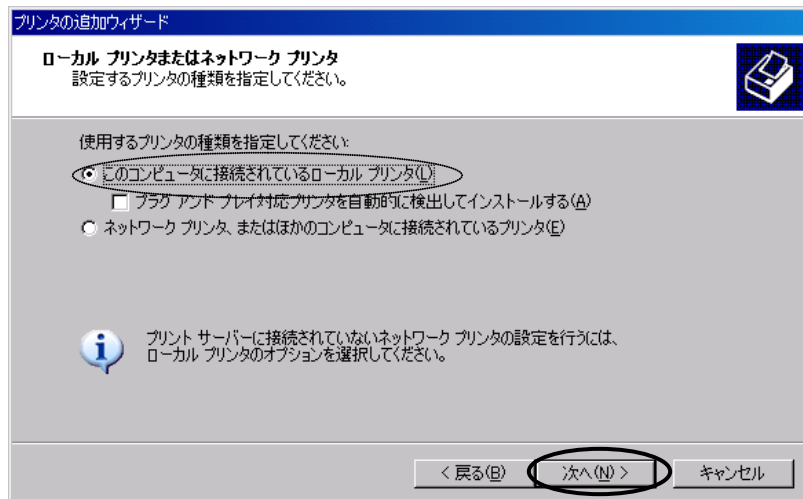 プリンタの追加ウィザード
ローカル プリンタまたはネットワーク プリンタ
設定するプリンタの種類を指定してください。
使用するプリンタの種類を指定してください:
このコンピュータに接続されているローカル プリンタ(L)
プラグ アンド プレイ対応プリンタを自動的に検出してインストールする(A)
ネットワーク プリンタ、またはほかのコンピュータに接続されているプリンタ(E)
プリント サーバーに接続されていないネットワーク プリンタの設定を行うには、
ローカル プリンタのオプションを選択してください。
< 戻る(B) 次へ(N) > キャンセル